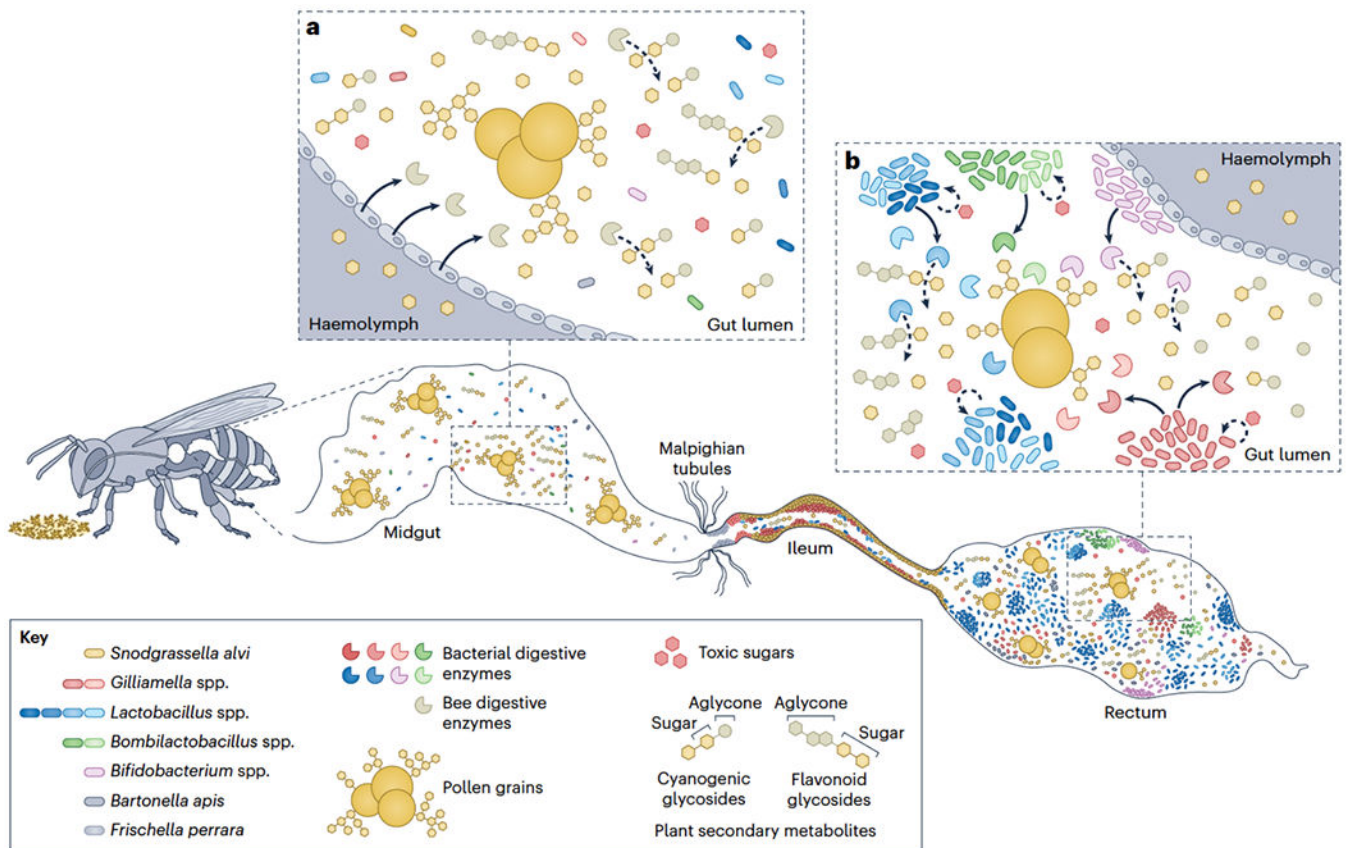 a
Haemolymph
Gut lumen
b
Haemolymph
Gut lumen
Midgut
Malpighian
tubules
Ileum
Rectum
Key
Snodgrassella alvi
Gilliamella spp.
Lactobacillus spp.
Bombilactobacillus spp.
Bifidobacterium spp.
Bartonella apis
Frischella perrara
Bacterial digestive
enzymes
Bee digestive
enzymes
Pollen grains
Toxic sugars
Aglycone
Sugar
Cyanogenic
glycosides
Aglycone
Sugar
Flavonoid
glycosides
Plant secondary metabolites